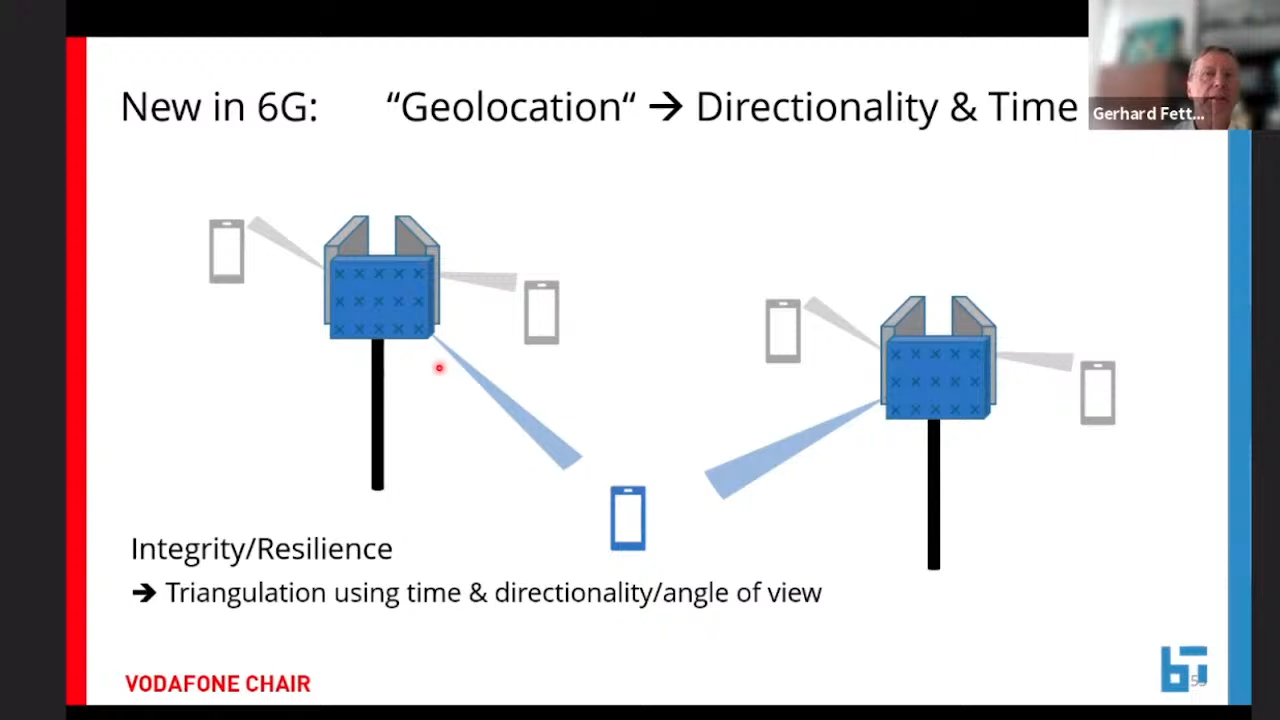 New in 6G: “Geolocation“ ➔ Directionality & Time
Gerhard Fett...
Integrity/Resilience
➔ Triangulation using time & directionality/angle of view
VODAFONE CHAIR